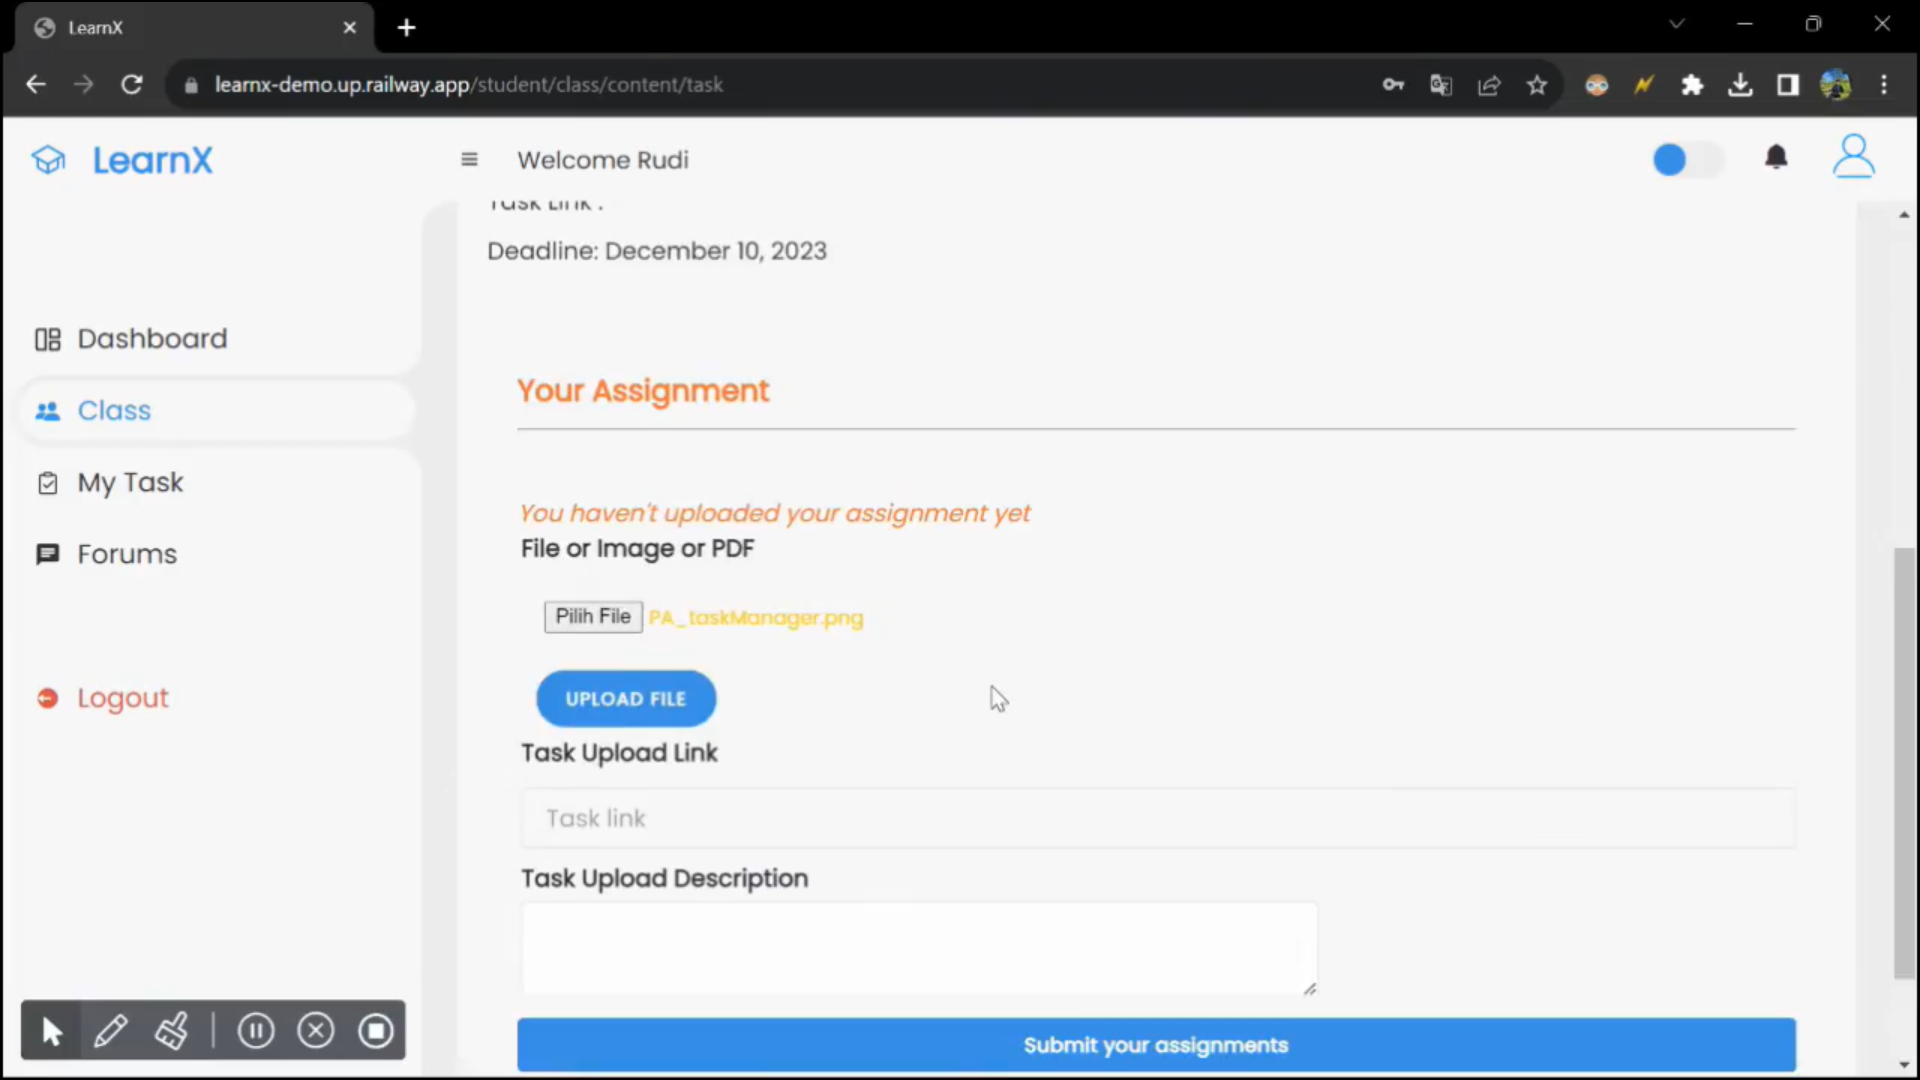 LearnX
learnx-demo.up.railway.app/student/class/content/task
LearnX
Welcome Rudi
Task Link :
Deadline: December 10, 2023
Dashboard
Class
My Task
Forums
Logout
Your Assignment
You haven't uploaded your assignment yet
File or Image or PDF
Pilih File PA_taskManager.png
UPLOAD FILE
Task Upload Link
Task link
Task Upload Description
Submit your assignments